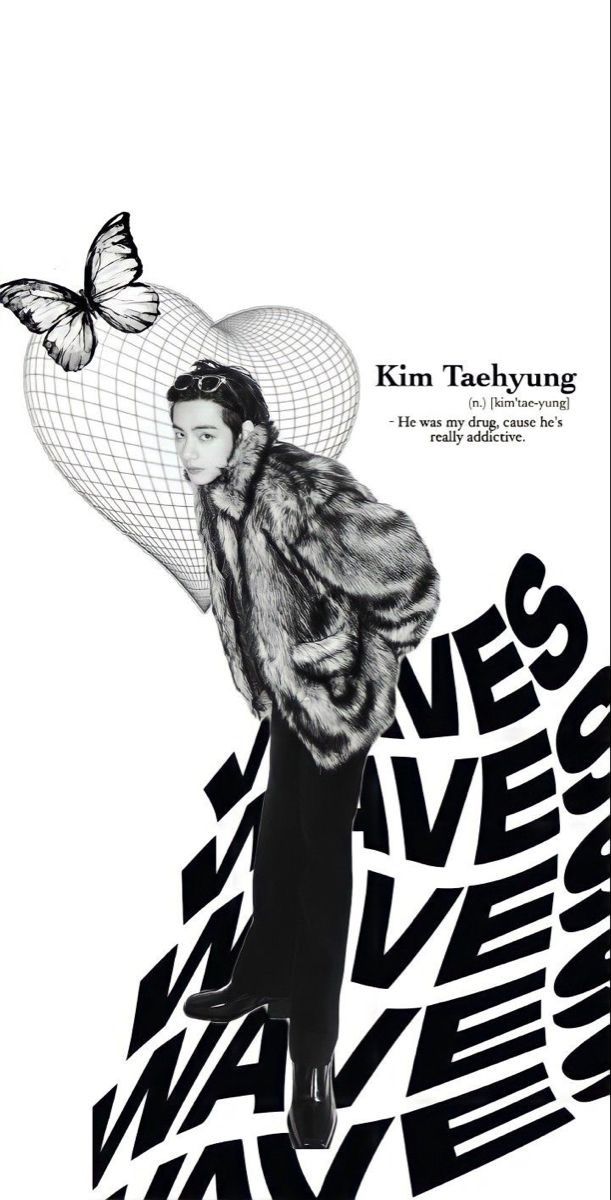 Kim Taehyung
(n.) [kim'tae-yung]
- He was my drug, cause he's
really addictive.
WAVES
WAVES
WAVES
WAVES
WAVES